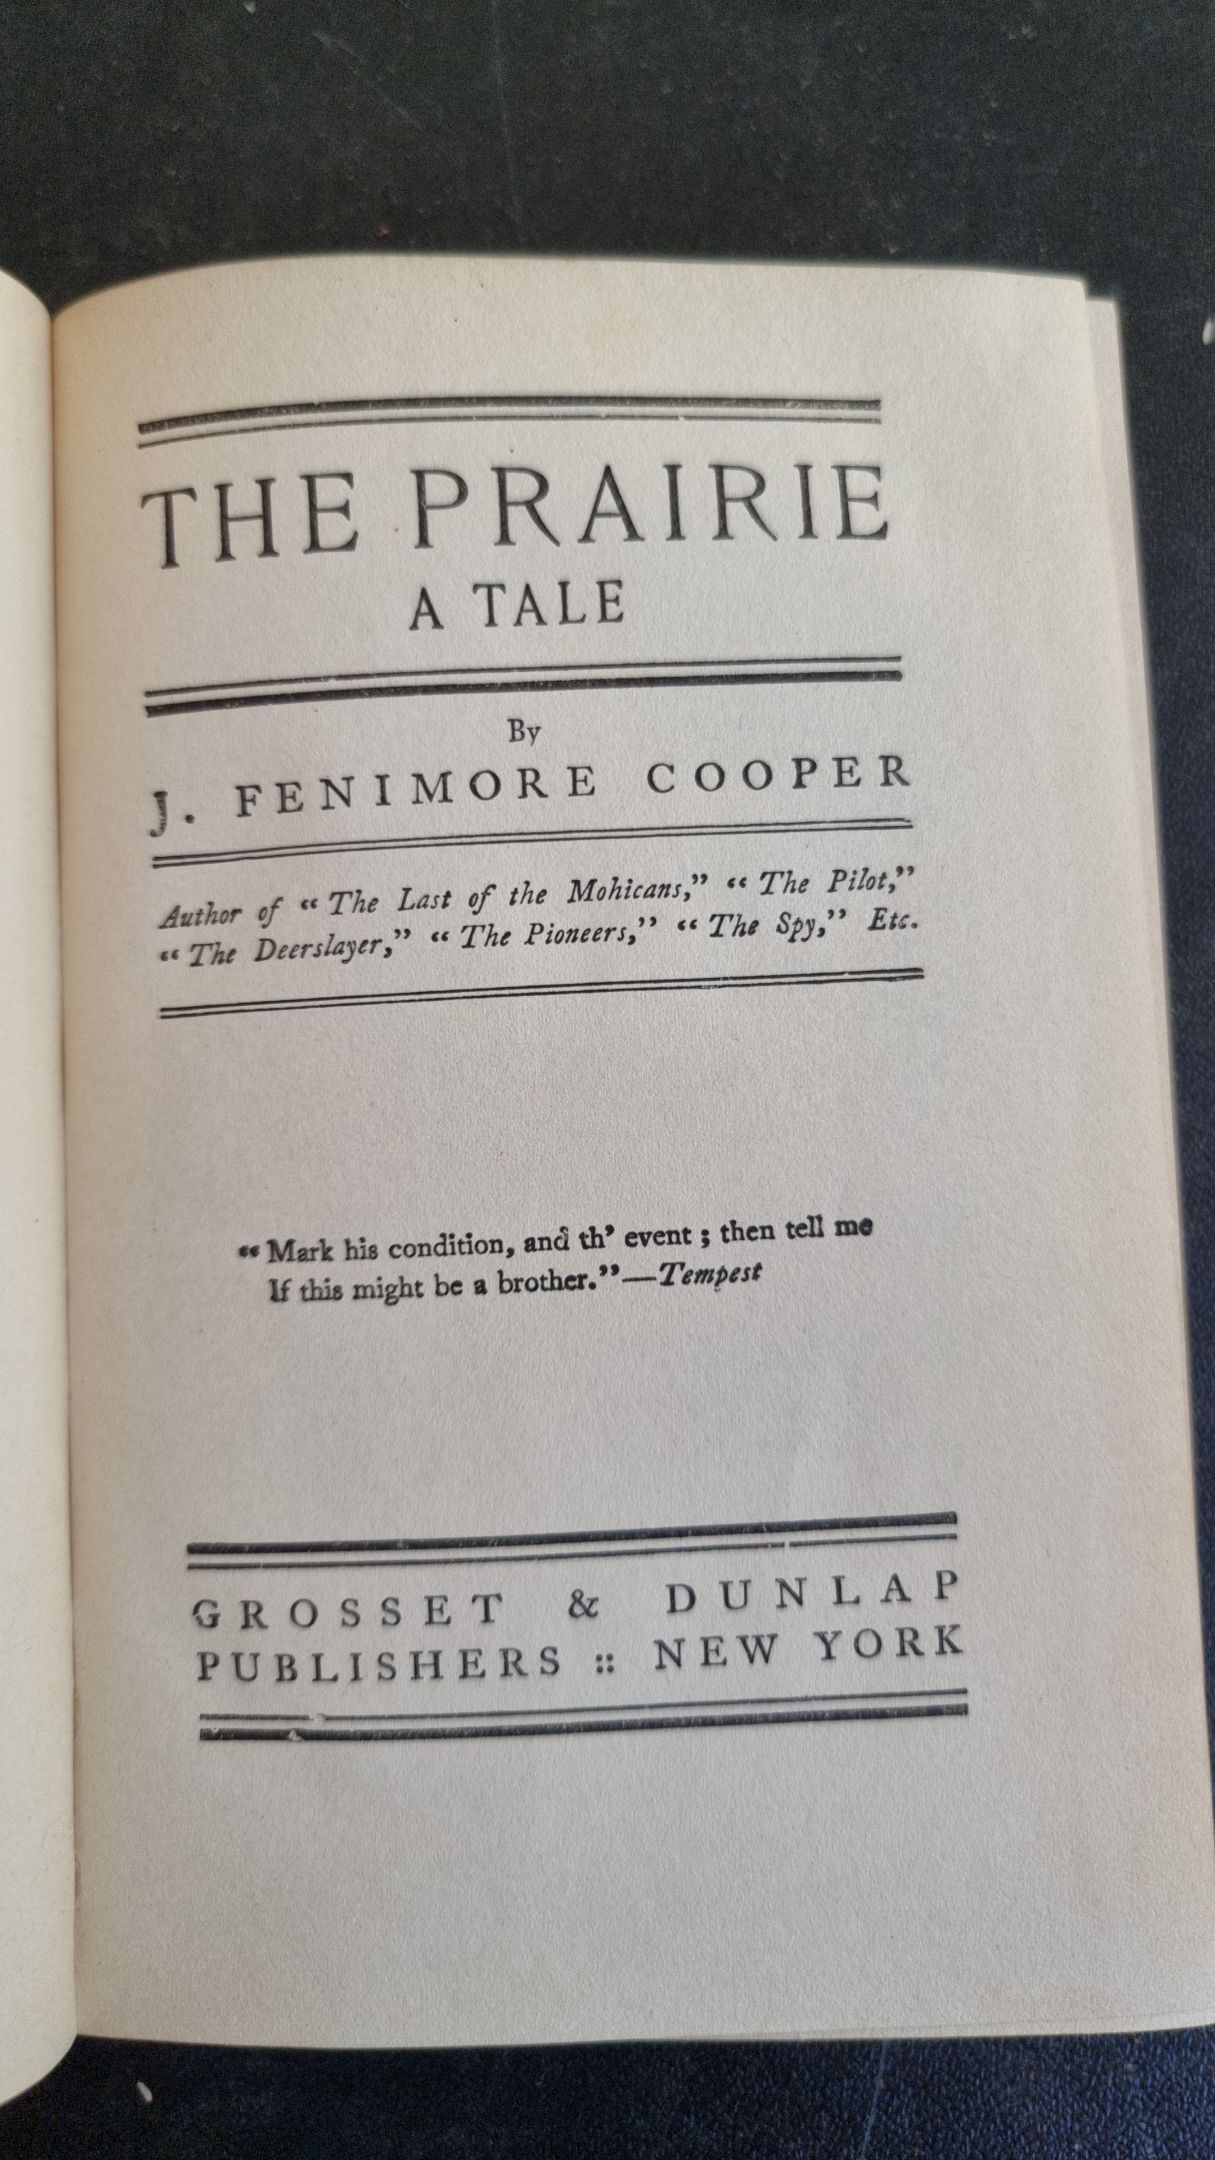 THE PRAIRIE
A TALE
By
J. FENIMORE COOPER
Author of “The Last of the Mohicans,” “The Pilot,”
“The Deerslayer,” “The Pioneers,” “The Spy,” Etc.
“Mark his condition, and th’ event; then tell me
If this might be a brother.”—Tempest
GROSSET & DUNLAP
PUBLISHERS :: NEW YORK